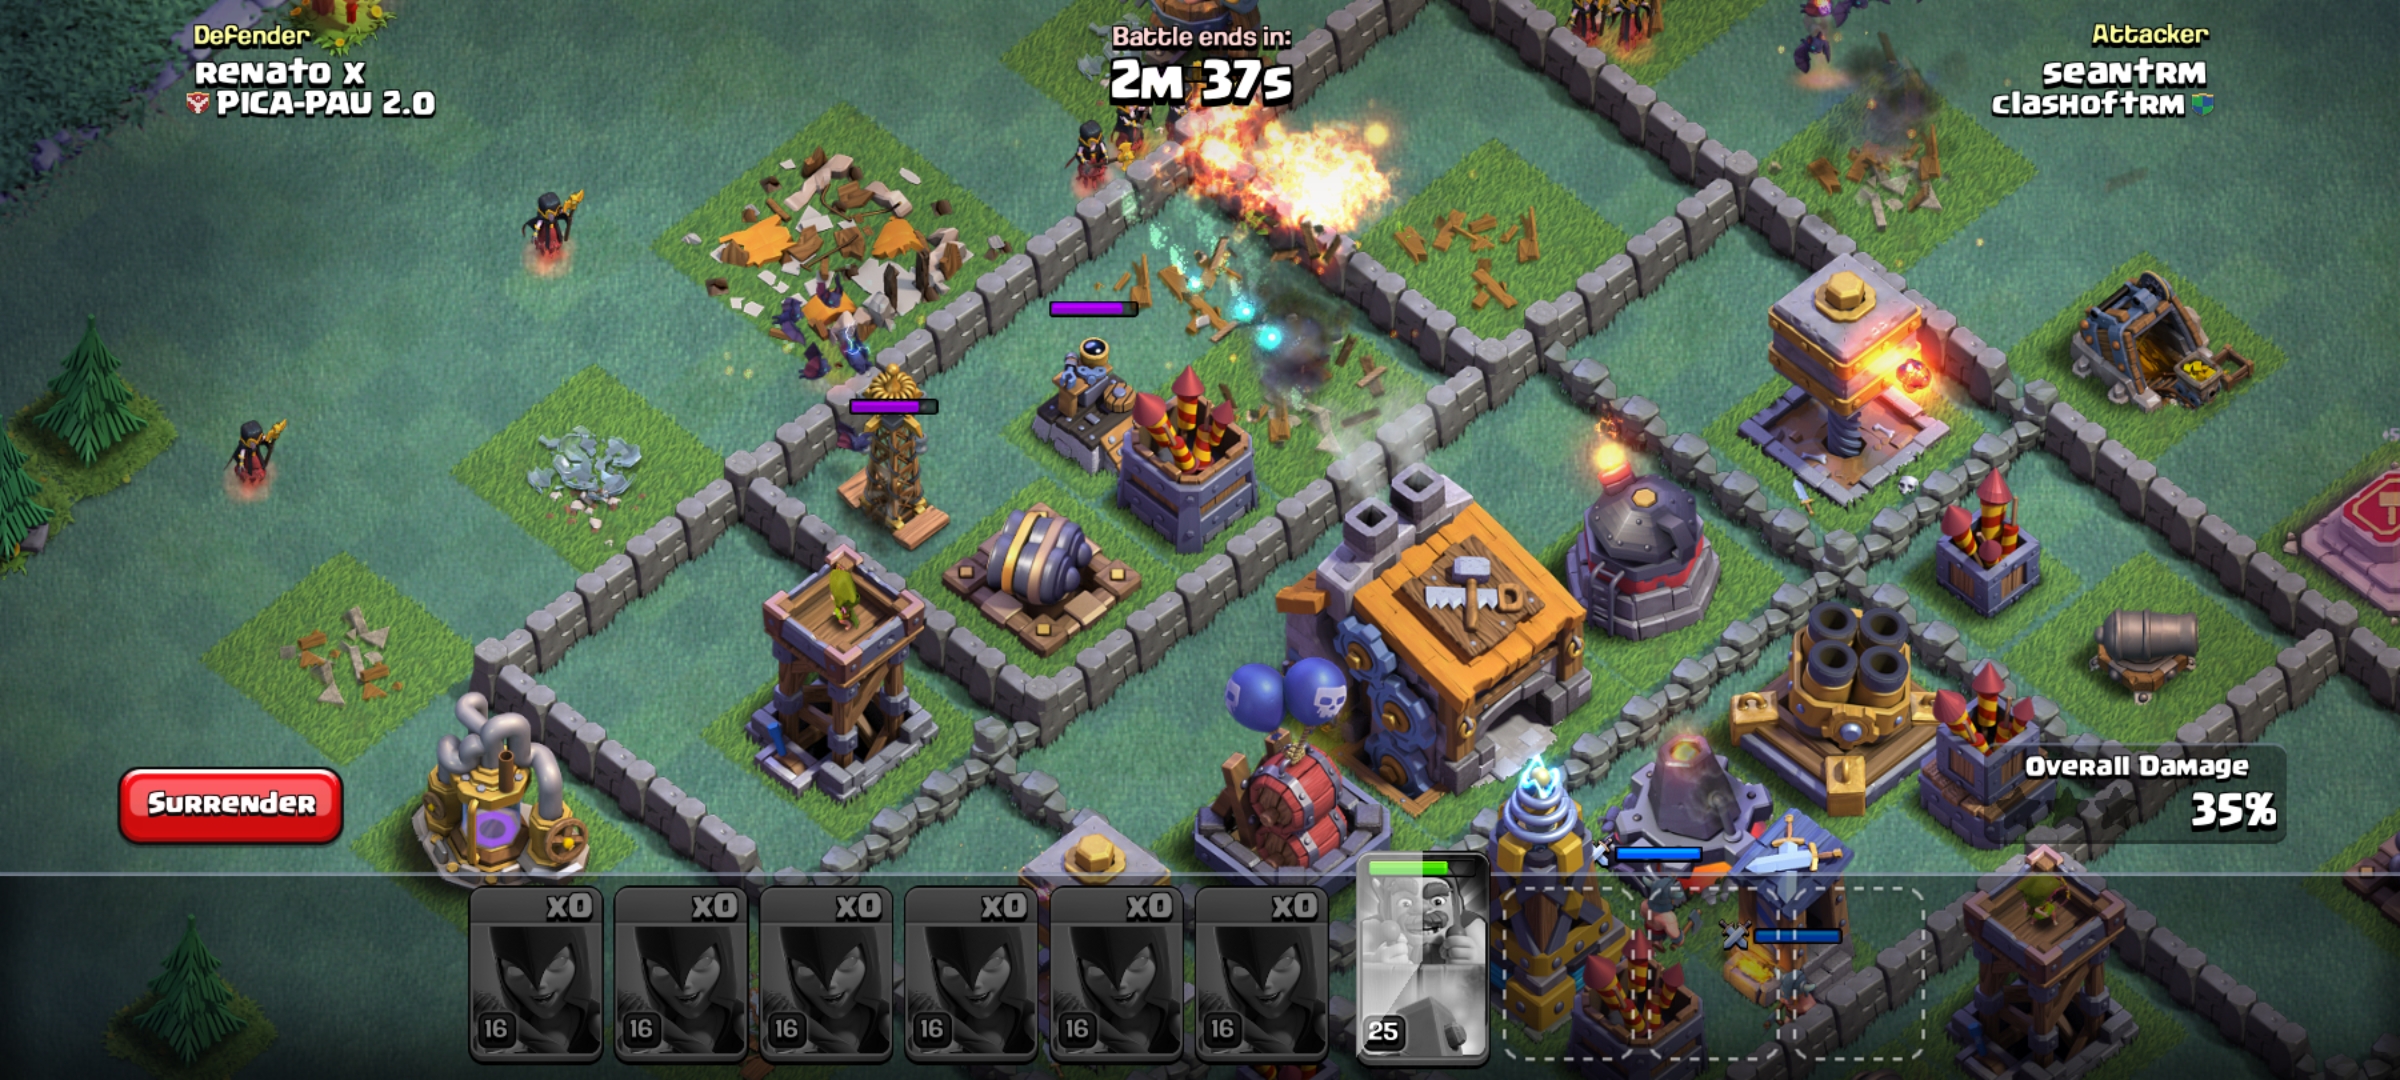 Defender
Renato x
PICA-PAU 2.0
Battle ends in:
2M 37s
Attacker
seantRM
clashoftRM
Surrender
Overall Damage
35%
x0
x0
x0
x0
x0
x0
16
16
16
16
16
16
25